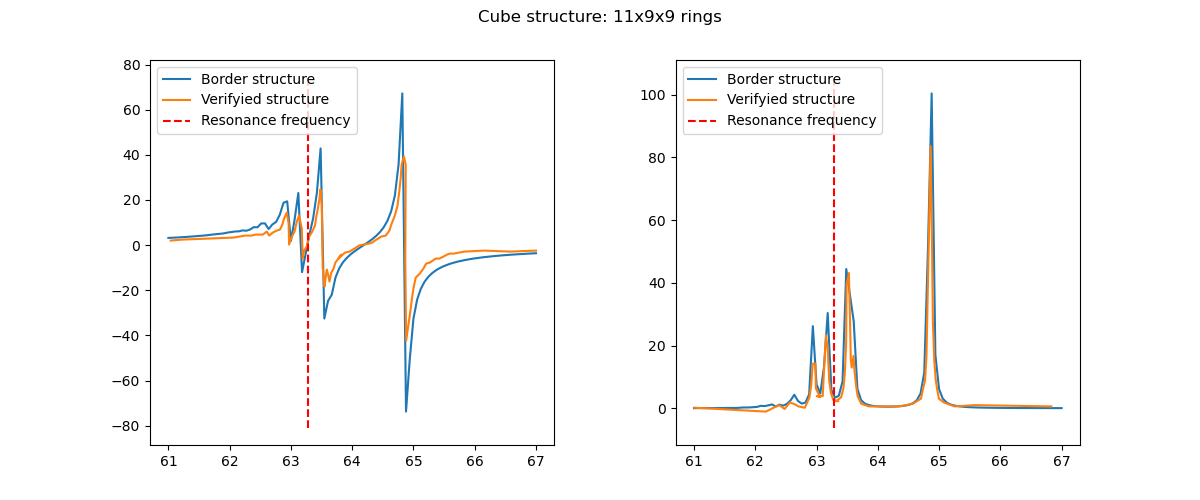 Cube structure: 11x9x9 rings
Border structure
Verifyied structure
Resonance frequency
80
60
40
20
0
−20
−40
−60
−80
61 62 63 64 65 66 67
Border structure
Verifyied structure
Resonance frequency
100
80
60
40
20
0
61 62 63 64 65 66 67